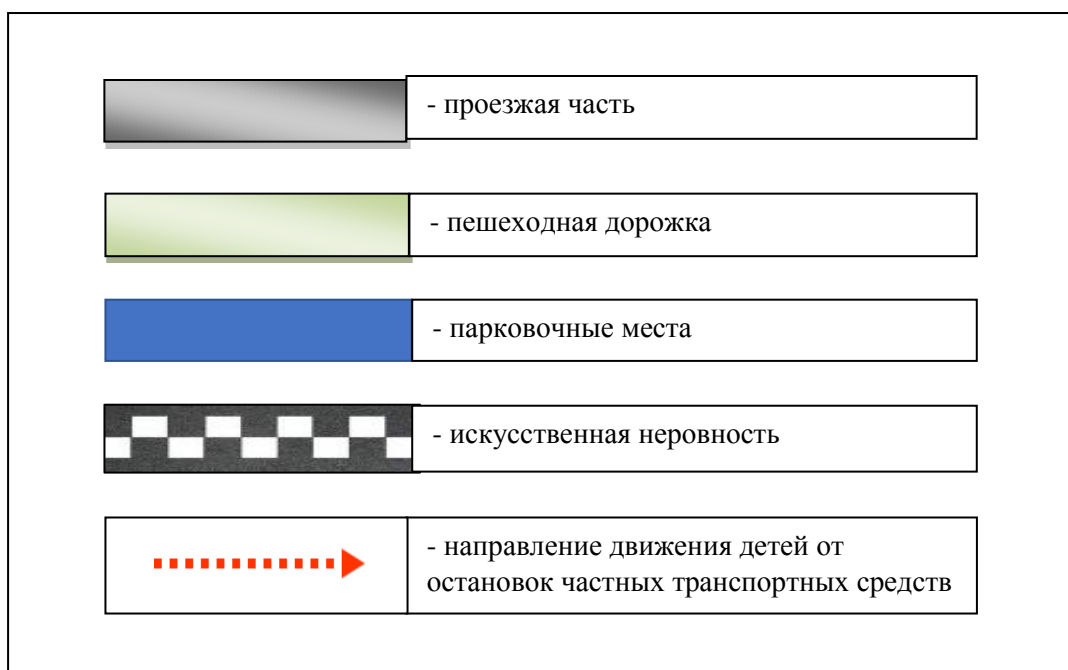 - проезжая часть
- пешеходная дорожка
- парковочные места
- искусственная неровность
- направление движения детей от
остановок частных транспортных средств